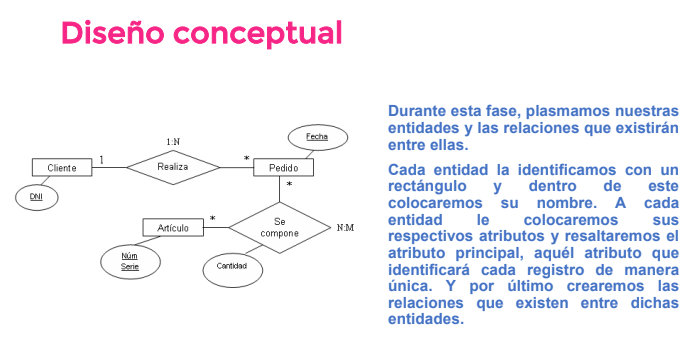 Diseño conceptual
Fecha
1:N
Cliente
1
Realiza
*
Pedido
DNI
*
Artículo
*
Se
compone
N:M
Núm
Serie
Cantidad
Durante esta fase, plasmamos nuestras
entidades y las relaciones que existirán
entre ellas.
Cada entidad la identificamos con un
rectángulo y dentro de este
colocaremos su nombre. A cada
entidad le colocaremos sus
respectivos atributos y resaltaremos el
atributo principal, aquél atributo que
identificará cada registro de manera
única. Y por último crearemos las
relaciones que existen entre dichas
entidades.